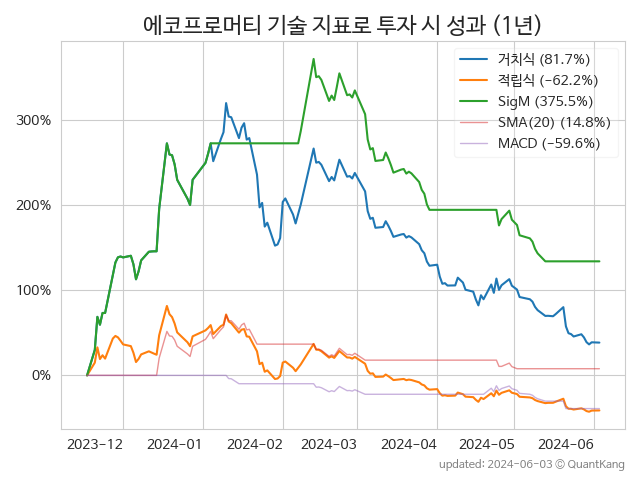 에코프로머티 기술 지표로 투자 시 성과 (1년)
거치식 (81.7%)
적립식 (−62.2%)
SigM (375.5%)
SMA(20) (14.8%)
MACD (−59.6%)
300%
200%
100%
0%
2023-12 2024-01 2024-02 2024-03 2024-04 2024-05 2024-06
updated: 2024-06-03 © QuantKang